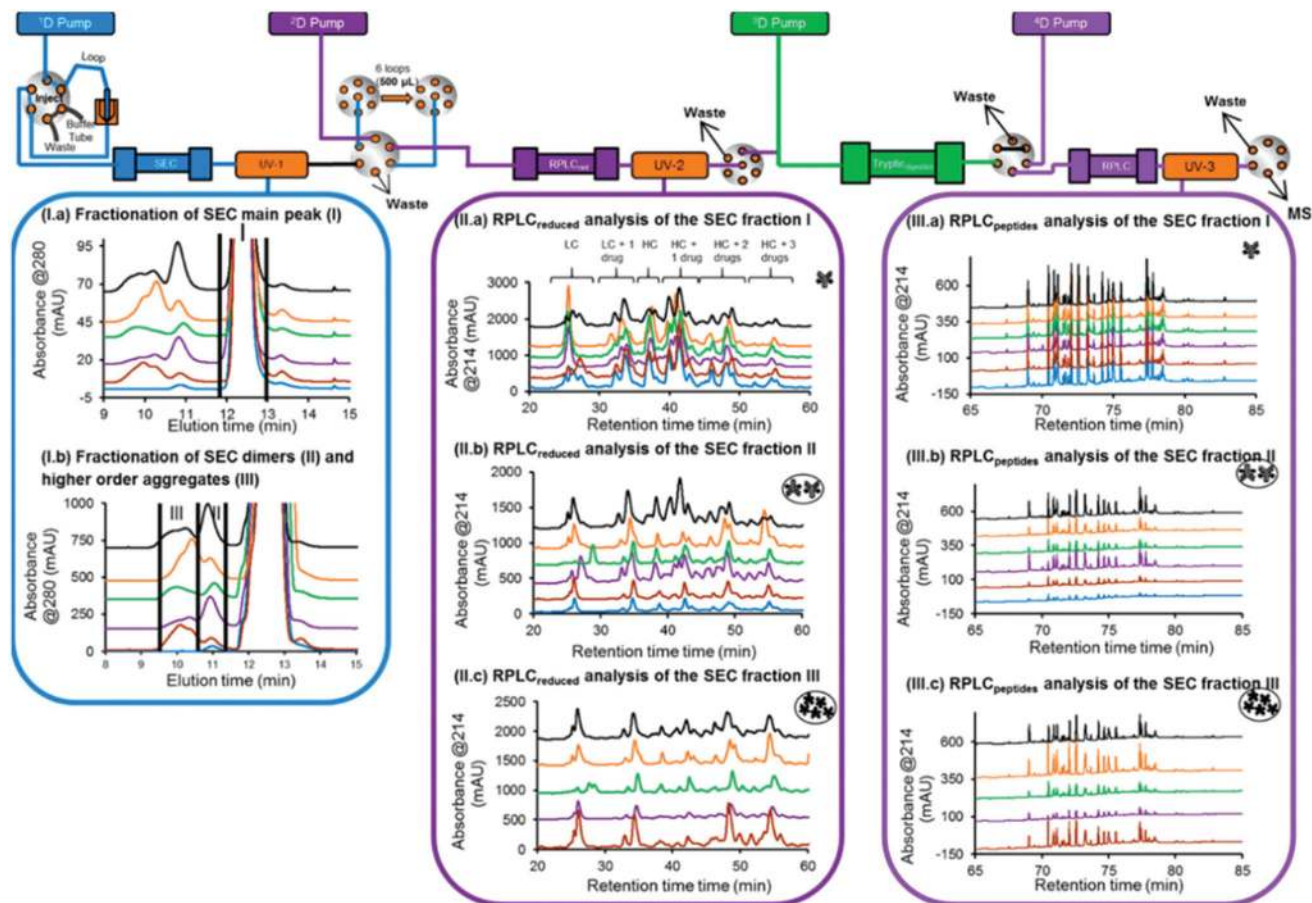 ¹D Pump
²D Pump
³D Pump
⁴D Pump
Loop
Inject
Buffer
Tube
Waste
6 loops
(500 µL)
Waste
Waste
Waste
Waste
SEC
UV-1
RPLCred
UV-2
Trypticdigestion
RPLC
UV-3
MS
(I.a) Fractionation of SEC main peak (I)
I
Absorbance @280
(mAU)
95
70
45
20
-5
9 10 11 12 13 14 15
Elution time (min)
(I.b) Fractionation of SEC dimers (II) and
higher order aggregates (III)
III II
Absorbance
@280 (mAU)
1000
750
500
250
0
8 9 10 11 12 13 14 15
Elution time (min)
(II.a) RPLCreduced analysis of the SEC fraction I
LC
LC + 1
drug
HC
HC +
1 drug
HC + 2
drugs
HC + 3
drugs
Absorbance
@214 (mAU)
3000
2000
1000
0
20 30 40 50 60
Retention time (min)
(II.b) RPLCreduced analysis of the SEC fraction II
Absorbance @214
(mAU)
2000
1500
1000
500
0
20 30 40 50 60
Retention time (min)
(II.c) RPLCreduced analysis of the SEC fraction III
Absorbance @214
(mAU)
2500
2000
1500
1000
500
0
20 30 40 50 60
Retention time time (min)
(III.a) RPLCpeptides analysis of the SEC fraction I
Absorbance @214
(mAU)
600
350
100
-150
65 70 75 80 85
Retention time (min)
(III.b) RPLCpeptides analysis of the SEC fraction II
Absorbance @214
(mAU)
600
350
100
-150
65 70 75 80 85
Retention time (min)
(III.c) RPLCpeptides analysis of the SEC fraction III
Absorbance @214
(mAU)
600
350
100
-150
65 70 75 80 85
Retention time (min)